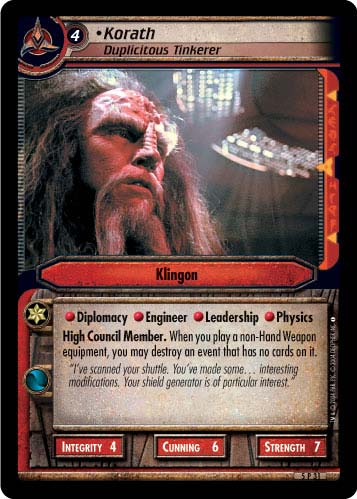 4
•Korath
Duplicitous Tinkerer
Klingon
Diplomacy Engineer Leadership Physics
High Council Member. When you play a non-Hand Weapon
equipment, you may destroy an event that has no cards on it.
"I've scanned your shuttle. You've made some... interesting
modifications. Your shield generator is of particular interest."
INTEGRITY 4 CUNNING 6 STRENGTH 7